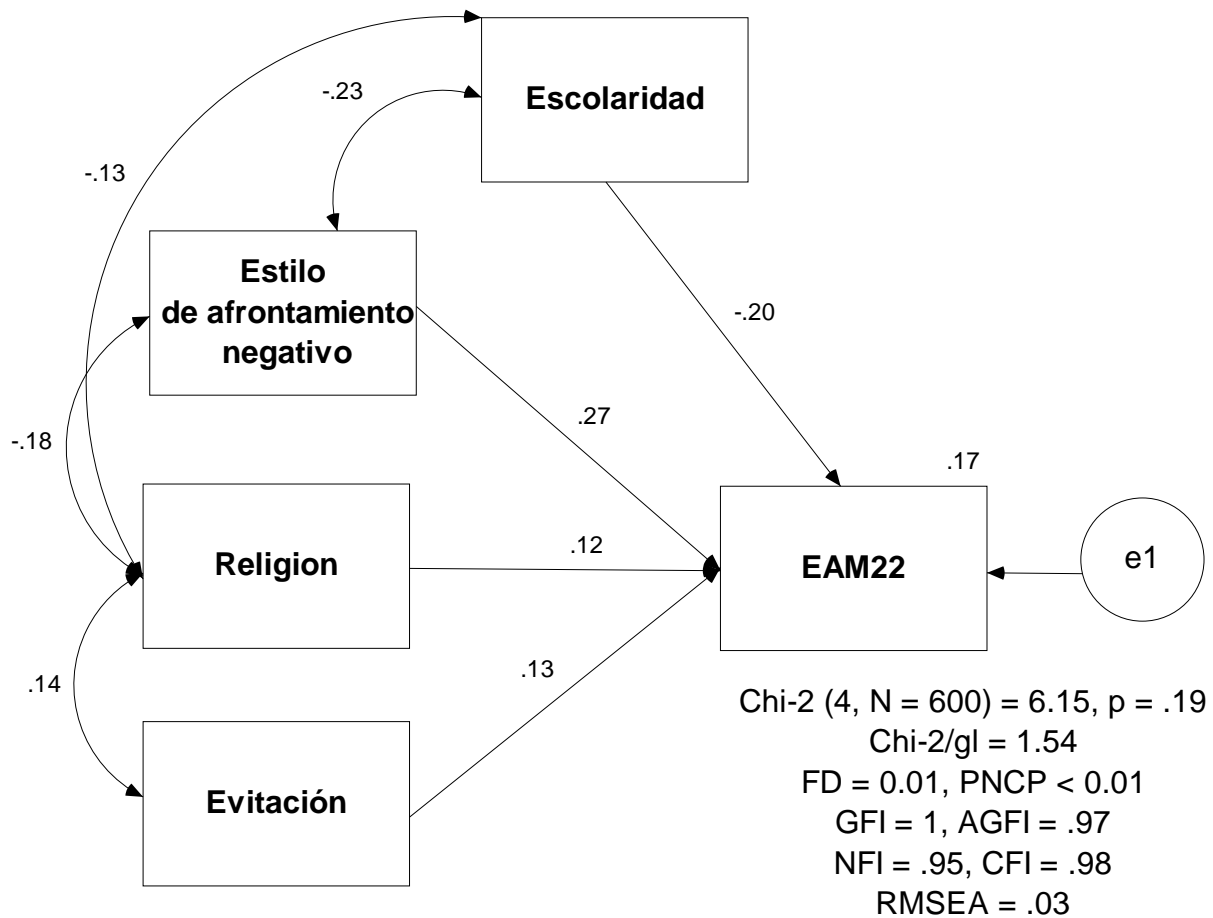 Escolaridad
-.23
-.13
Estilo
de afrontamiento
negativo
-.20
.27
-.18
.17
Religion
.12
EAM22
e1
.14
.13
Evitación
Chi-2 (4, N = 600) = 6.15, p = .19
Chi-2/gl = 1.54
FD = 0.01, PNCP < 0.01
GFI = 1, AGFI = .97
NFI = .95, CFI = .98
RMSEA = .03